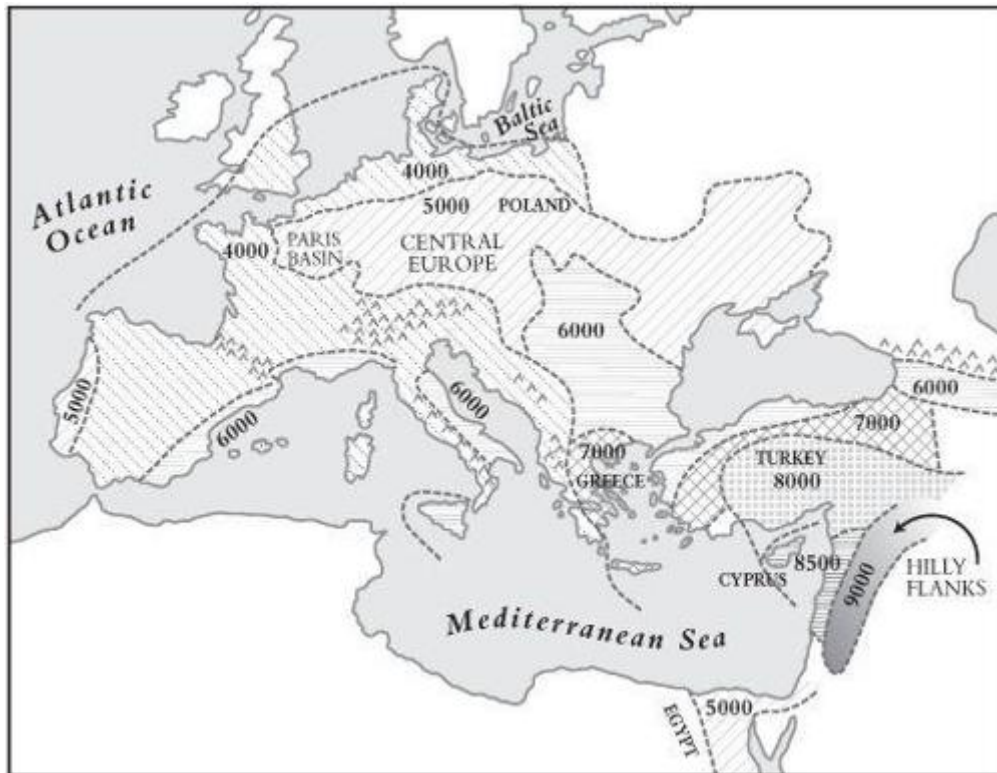 Baltic
Sea
4000
Atlantic
Ocean
5000
POLAND
4000
PARIS
BASIN
CENTRAL
EUROPE
6000
5000
6000
6000
6000
7000
7000
GREECE
TURKEY
8000
CYPRUS
8500
9000
HILLY
FLANKS
Mediterranean Sea
5000
EGYPT